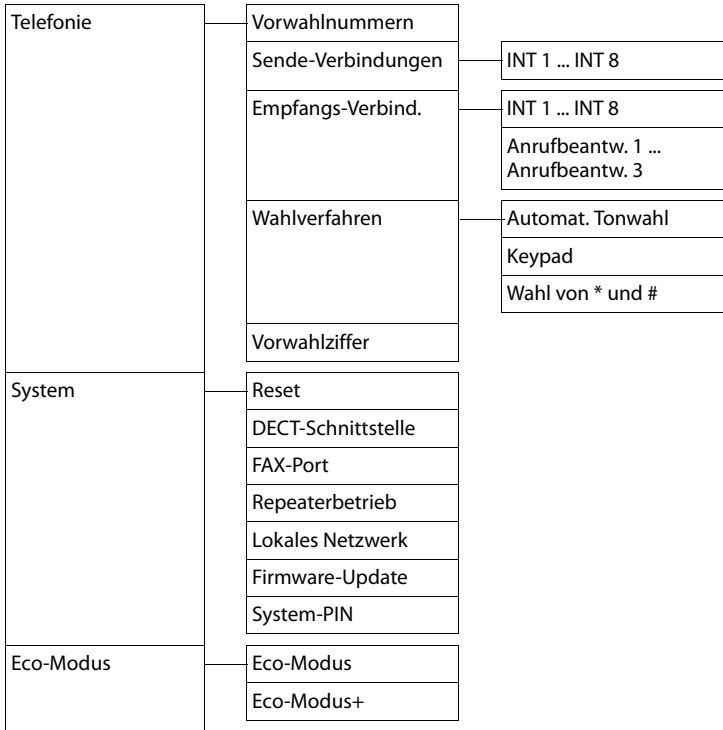 Telefonie
Vorwahlnummern
Sende-Verbindungen
INT 1 ... INT 8
Empfangs-Verbind.
INT 1 ... INT 8
Anrufbeantw. 1 ...
Anrufbeantw. 3
Wahlverfahren
Automat. Tonwahl
Keypad
Wahl von * und #
Vorwahlziffer
System
Reset
DECT-Schnittstelle
FAX-Port
Repeaterbetrieb
Lokales Netzwerk
Firmware-Update
System-PIN
Eco-Modus
Eco-Modus
Eco-Modus+